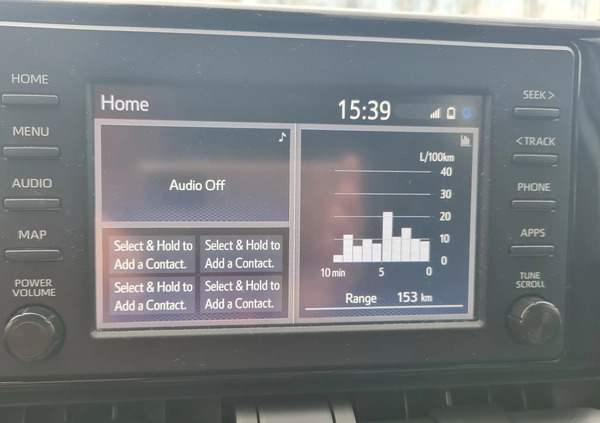 HOME
MENU
AUDIO
MAP
POWER
VOLUME
Home
15:39
Audio Off
Select & Hold to
Add a Contact.
Select & Hold to
Add a Contact.
Select & Hold to
Add a Contact.
Select & Hold to
Add a Contact.
L/100km
40
30
20
10
0
10 min
5
0
Range 153 km
SEEK >
< TRACK
PHONE
APPS
TUNE
SCROLL